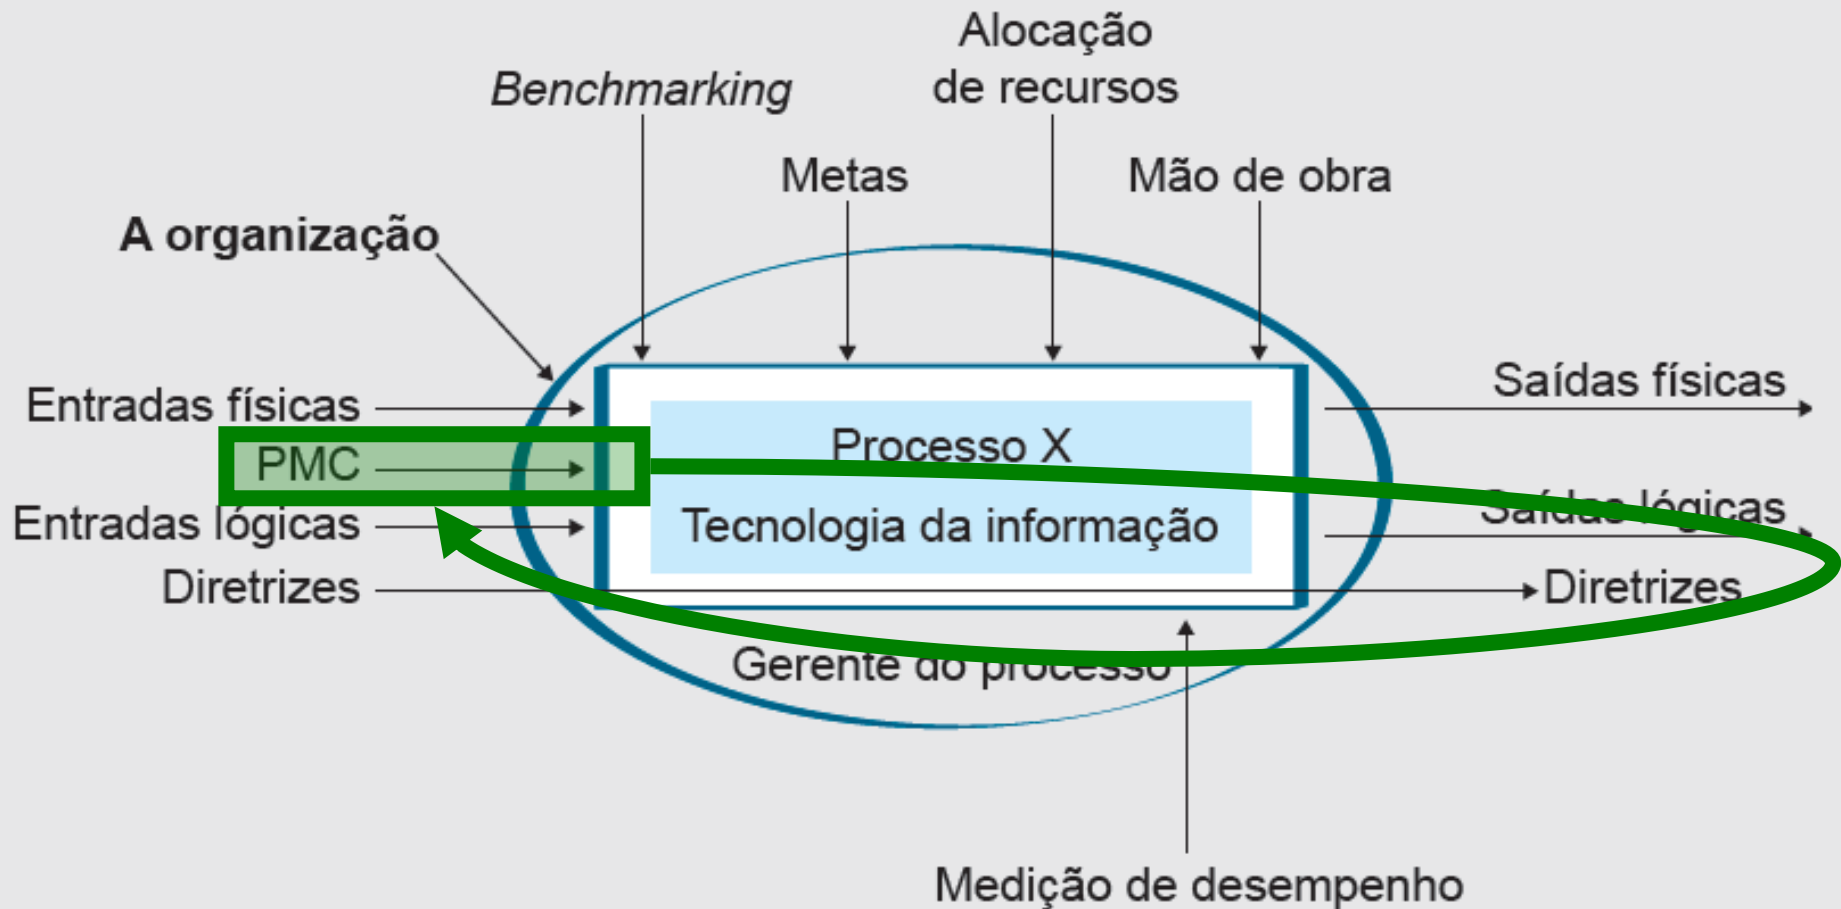 Alocação
de recursos
Benchmarking
Metas
Mão de obra
A organização
Entradas físicas
Saídas físicas
PMC
Processo X
Entradas lógicas
Tecnologia da informação
Saídas lógicas
Diretrizes
Diretrizes
Gerente do processo
Medição de desempenho